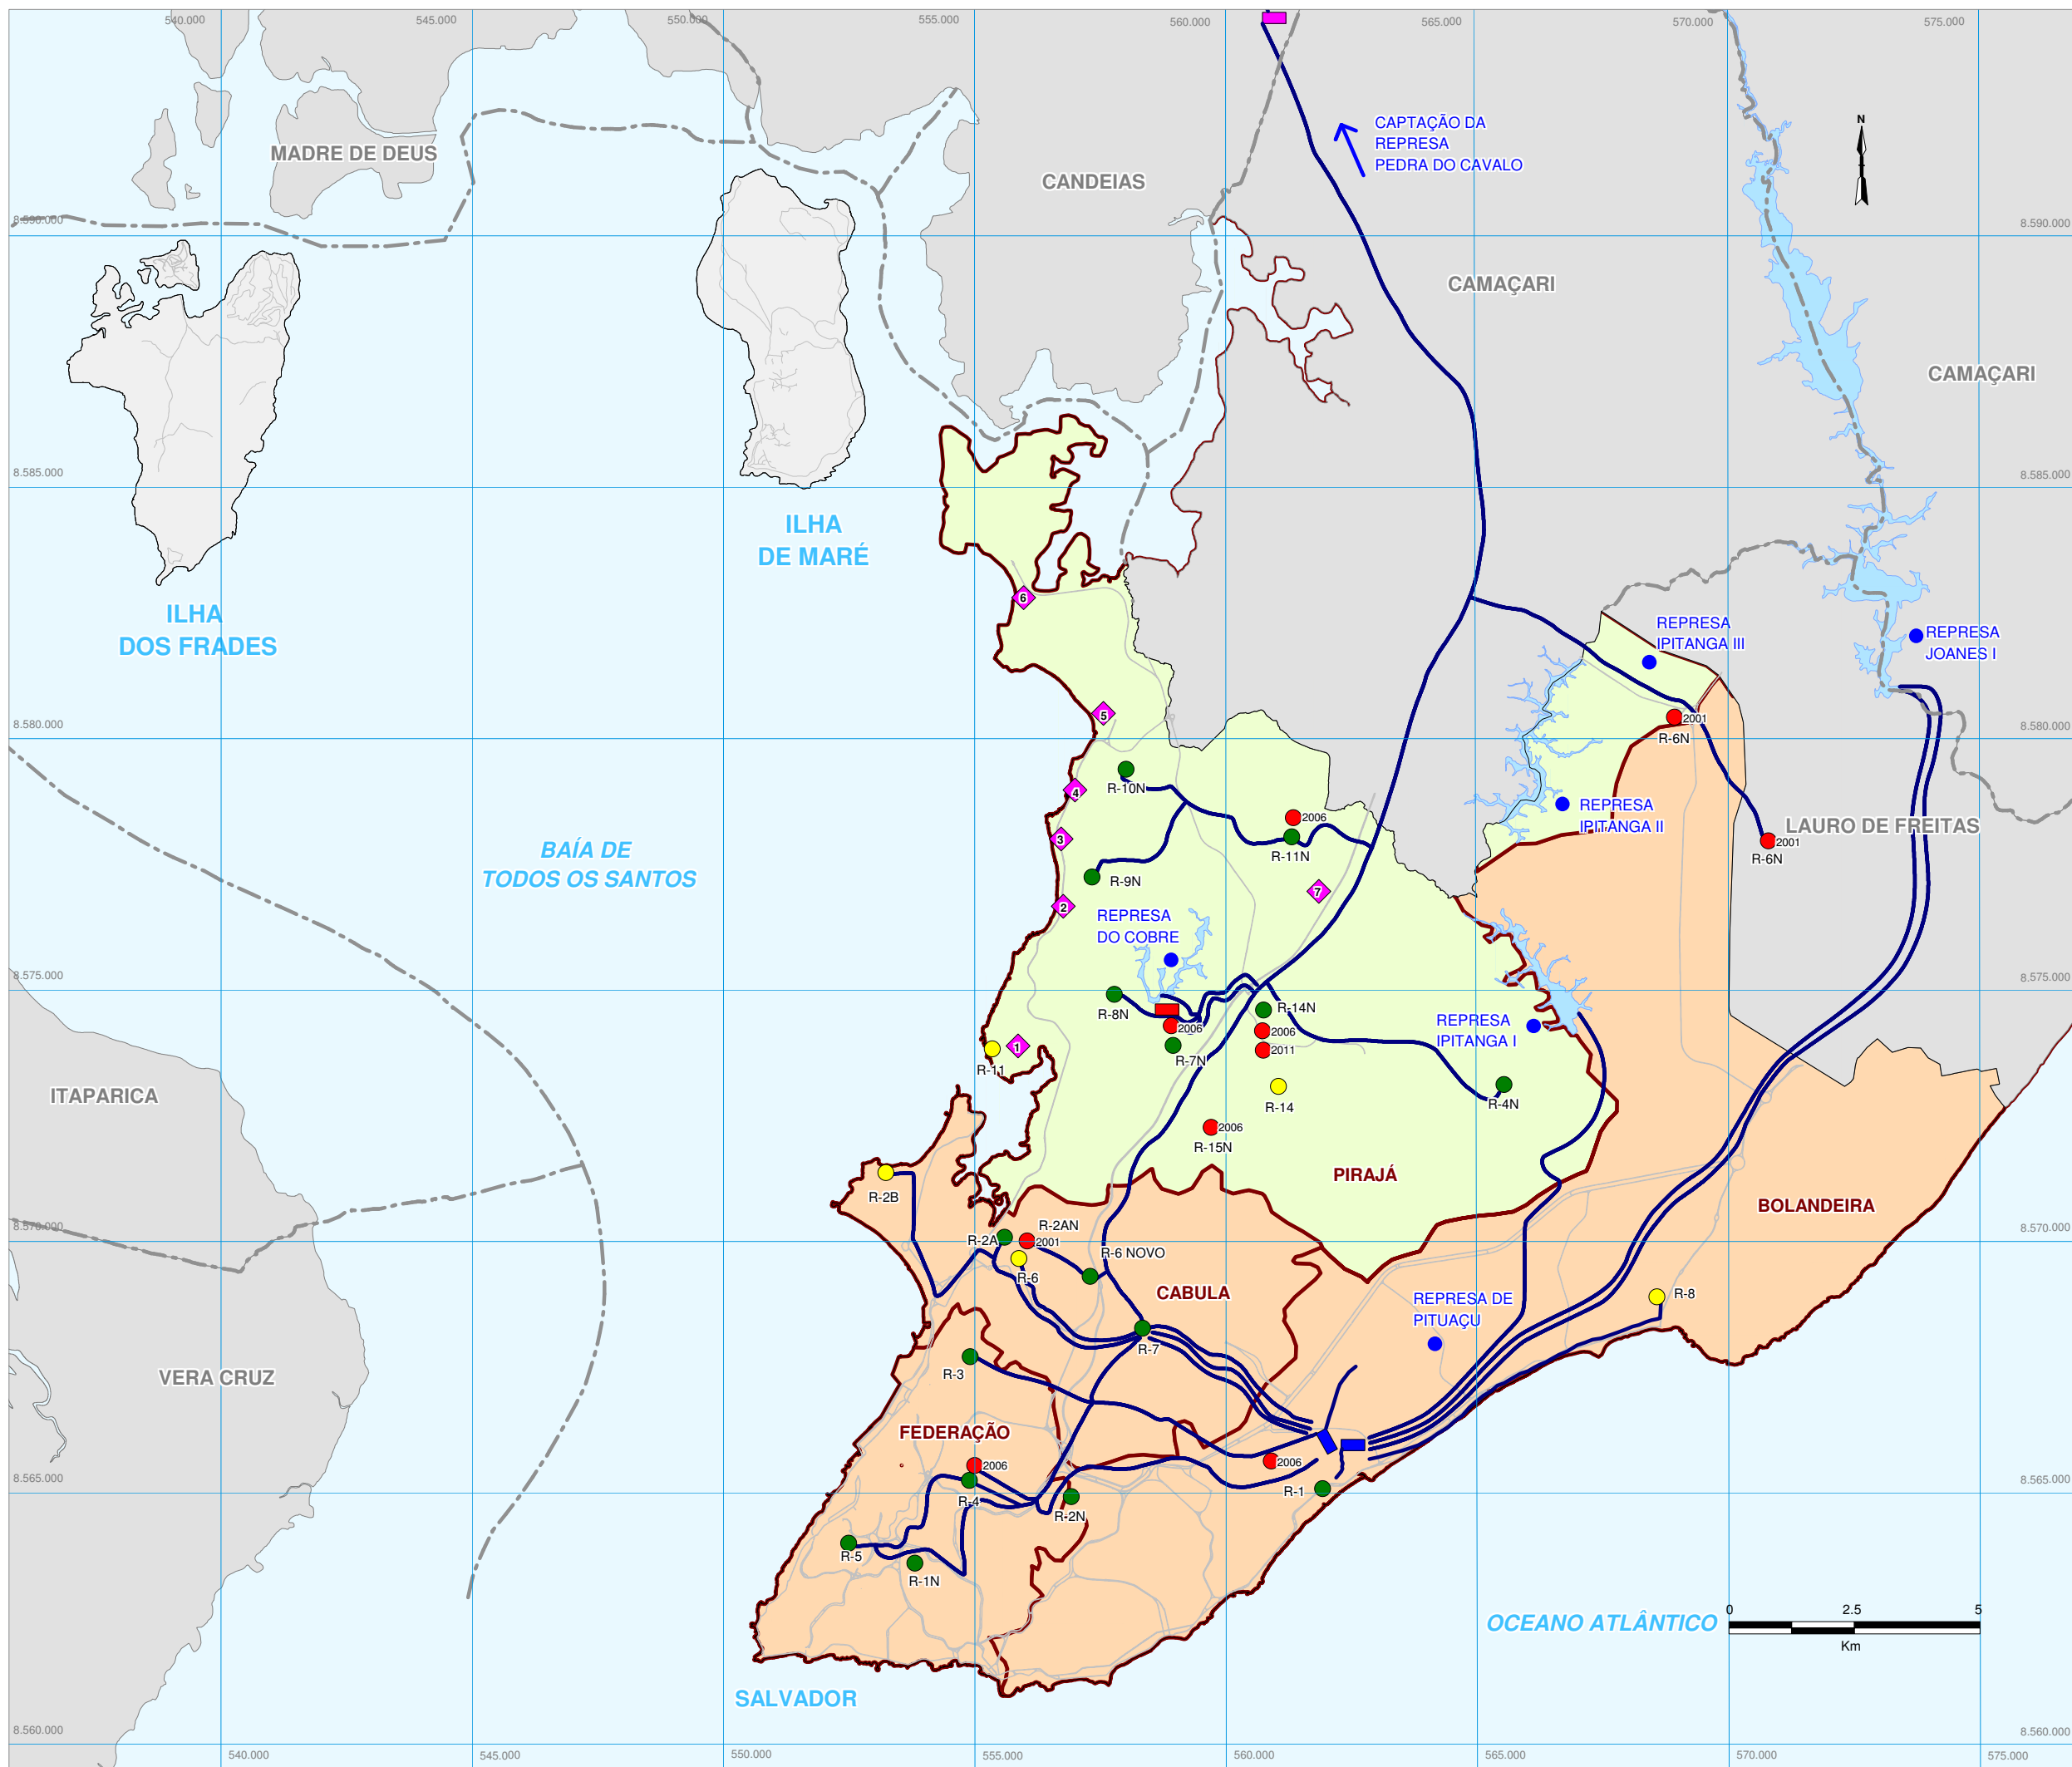 540.000
545.000
550.000
555.000
560.000
565.000
570.000
575.000
CAPTAÇÃO DA
REPRESA
PEDRA DO CAVALO
N
MADRE DE DEUS
CANDEIAS
8.590.000
8.590.000
CAMAÇARI
CAMAÇARI
8.585.000
8.585.000
ILHA
DE MARÉ
ILHA
DOS FRADES
6
REPRESA
IPITANGA III
REPRESA
JOANES I
5
2001
R-6N
8.580.000
8.580.000
R-10N
4
REPRESA
IPITANGA II
2006
R-11N
3
LAURO DE FREITAS
2001
R-6N
BAÍA DE
TODOS OS SANTOS
R-9N
7
2
REPRESA
DO COBRE
8.575.000
8.575.000
R-8N
R-14N
2006
2006
REPRESA
IPITANGA I
1
R-11
R-7N
2011
ITAPARICA
R-14
R-4N
2006
R-15N
PIRAJÁ
R-2B
BOLANDEIRA
8.570.000
8.570.000
R-2AN
R-2A
2001
R-6 NOVO
R-6
CABULA
REPRESA DE
PITUAÇU
R-8
R-7
R-3
VERA CRUZ
FEDERAÇÃO
2006
2006
8.565.000
8.565.000
R-4
R-1
R-2N
R-5
R-1N
OCEANO ATLÂNTICO
0
2.5
5
Km
SALVADOR
8.560.000
8.560.000
540.000
545.000
550.000
555.000
560.000
565.000
570.000
575.000